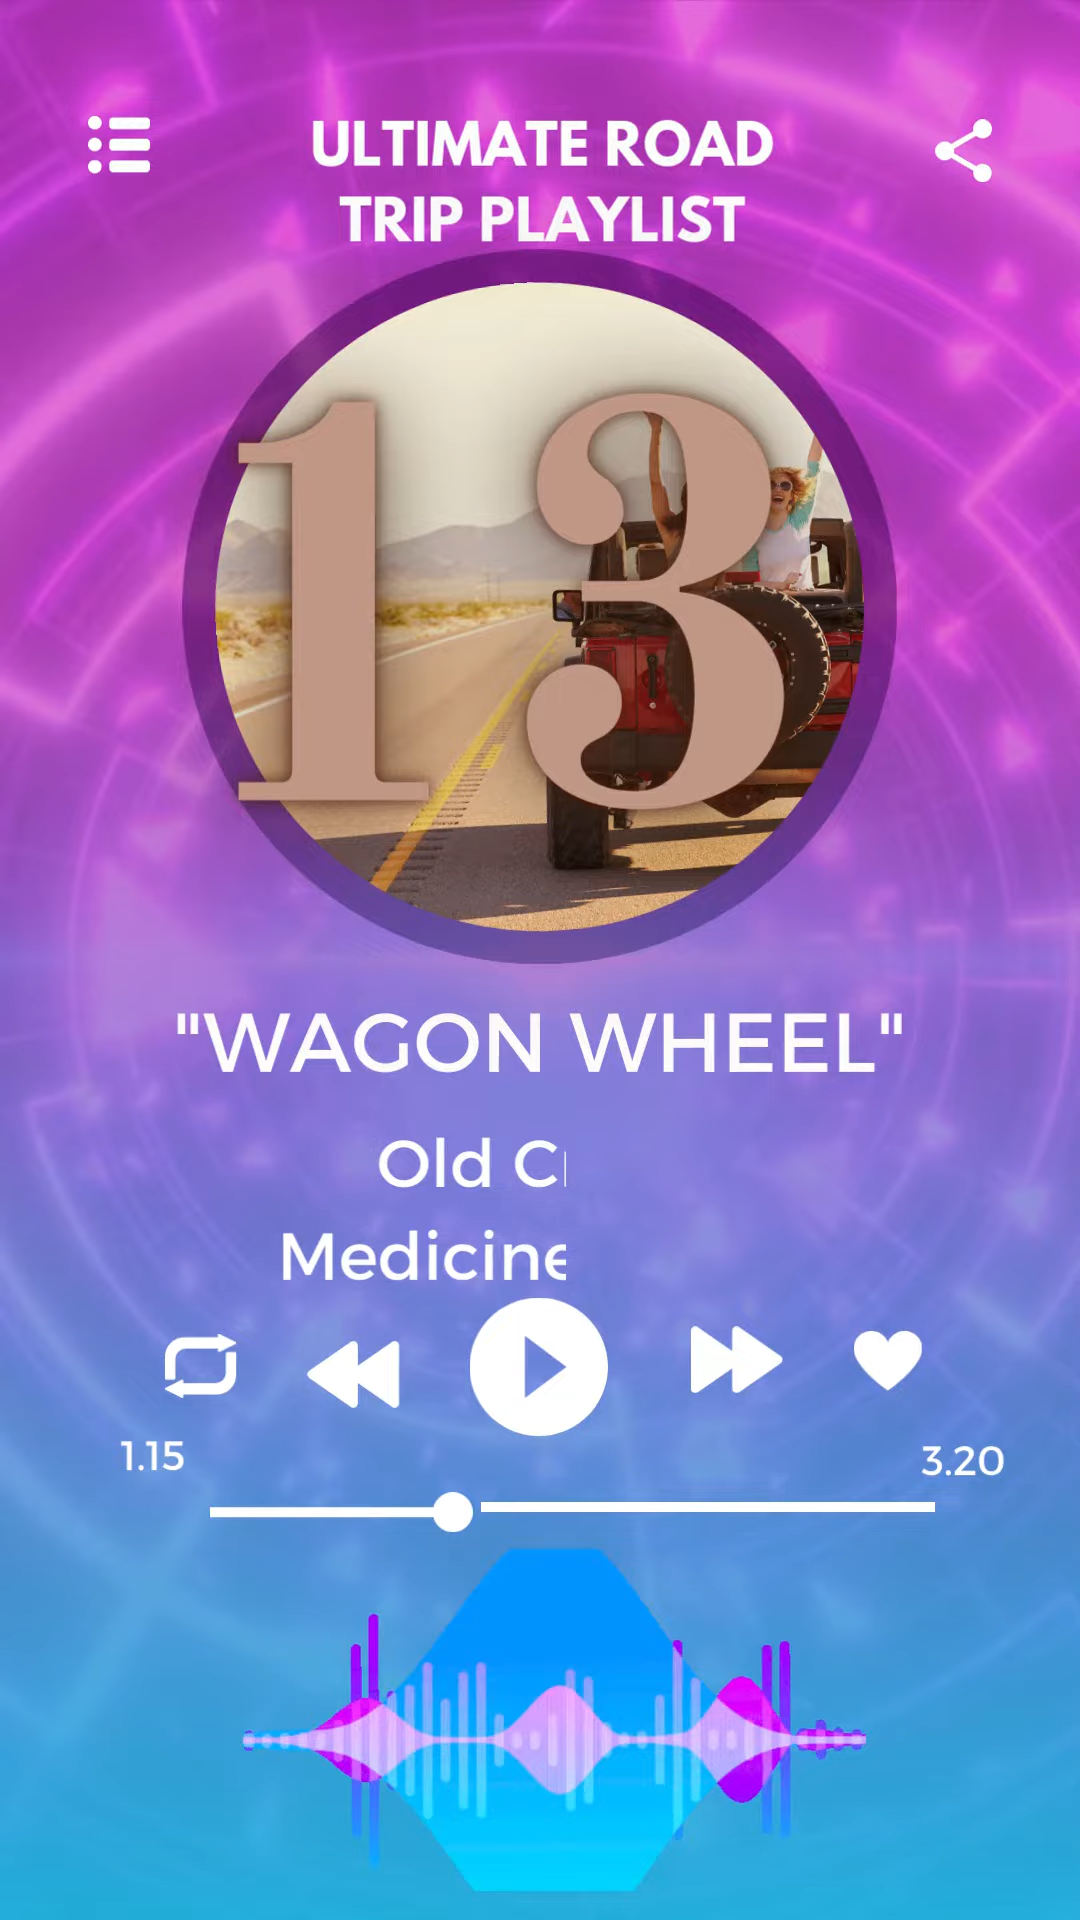 ULTIMATE ROAD
TRIP PLAYLIST
13
"WAGON WHEEL"
Old C
Medicine
1.15
3.20